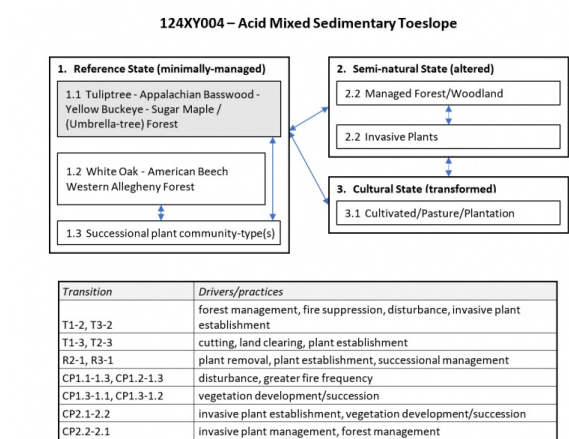 124XY004 – Acid Mixed Sedimentary Toeslope
1. Reference State (minimally-managed)
1.1 Tuliptree - Appalachian Basswood -
Yellow Buckeye - Sugar Maple /
(Umbrella-tree) Forest
1.2 White Oak - American Beech
Western Allegheny Forest
1.3 Successional plant community-type(s)
2. Semi-natural State (altered)
2.2 Managed Forest/Woodland
2.2 Invasive Plants
3. Cultural State (transformed)
3.1 Cultivated/Pasture/Plantation
Transition Drivers/practices
forest management, fire suppression, disturbance, invasive plant
T1-2, T3-2 establishment
T1-3, T2-3 cutting, land clearing, plant establishment
R2-1, R3-1 plant removal, plant establishment, successional management
CP1.1-1.3, CP1.2-1.3 disturbance, greater fire frequency
CP1.3-1.1, CP1.3-1.2 vegetation development/succession
CP2.1-2.2 invasive plant establishment, vegetation development/succession
CP2.2-2.1 invasive plant management, forest management